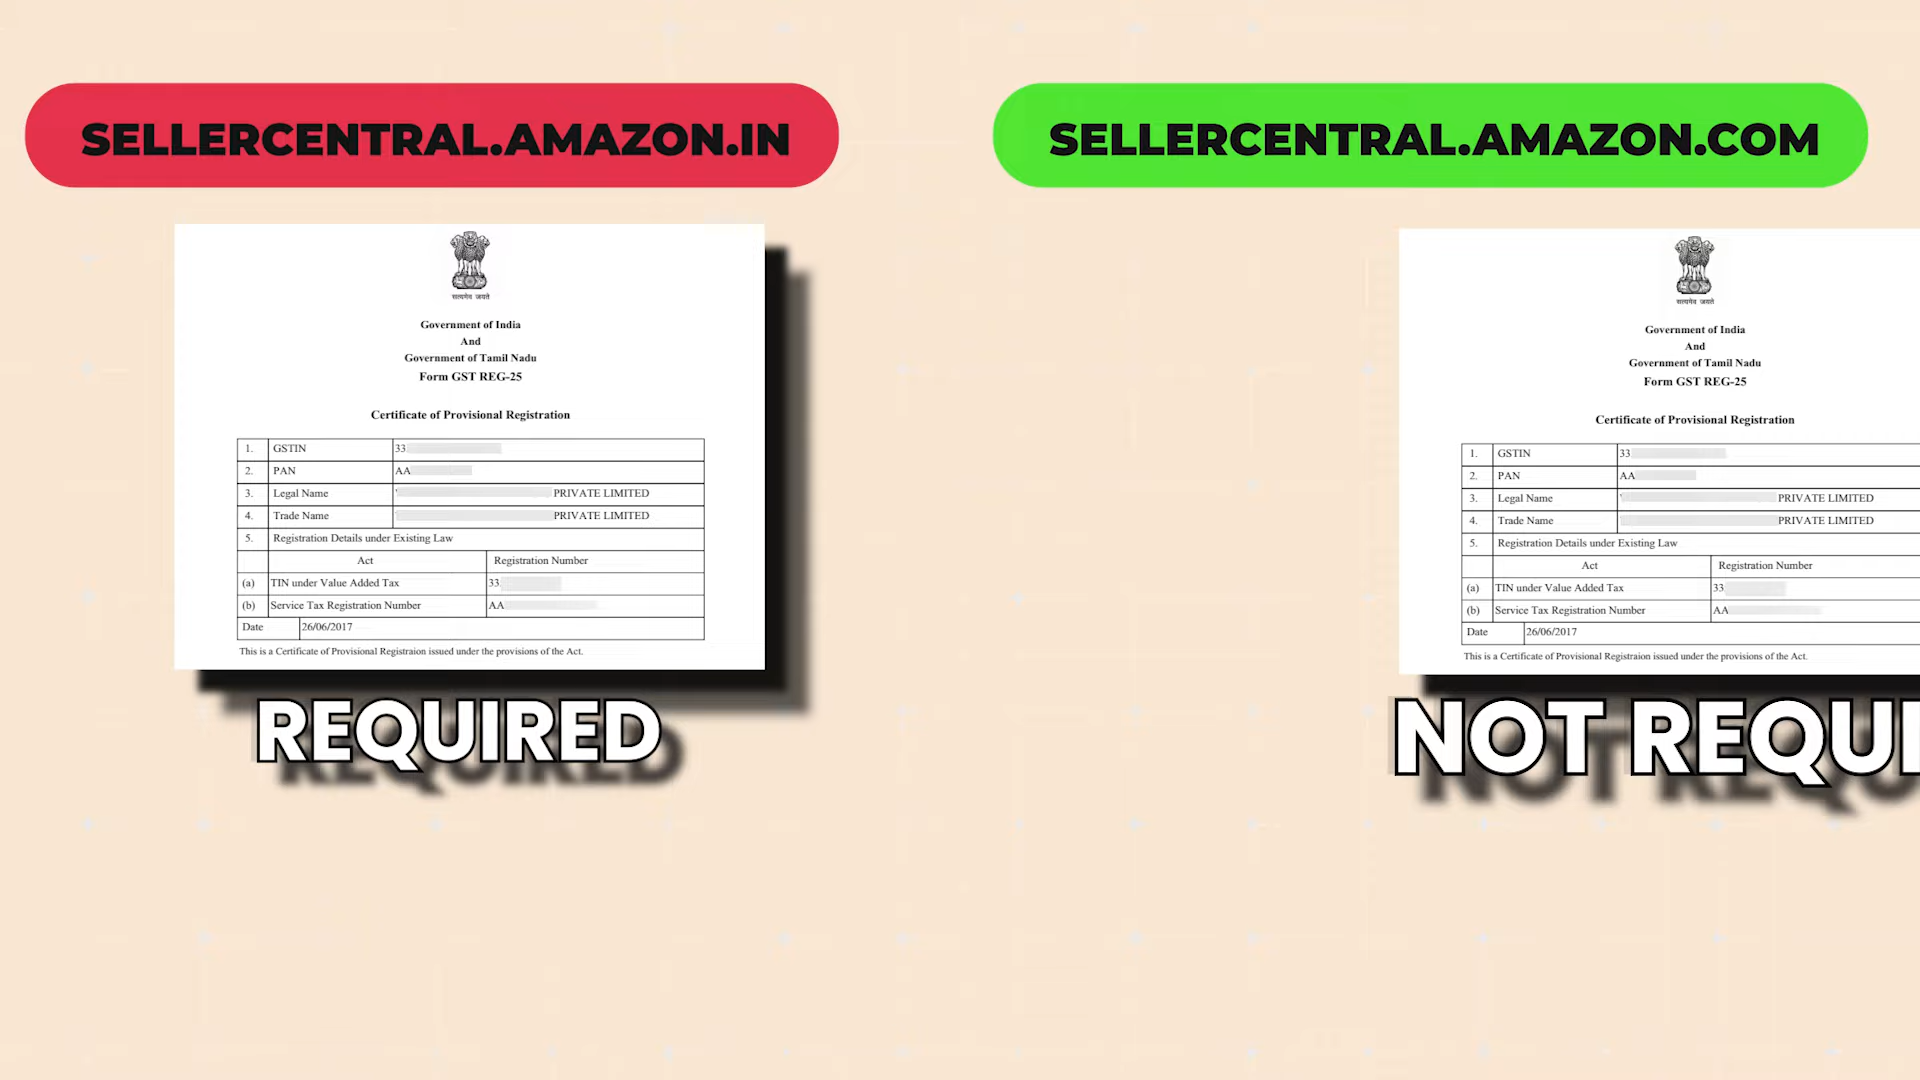 SELLERCENTRAL.AMAZON.IN
सत्यमेव जयते
Government of India
And
Government of Tamil Nadu
Form GST REG-25
Certificate of Provisional Registration
1. GSTIN 33
2. PAN AA
3. Legal Name PRIVATE LIMITED
4. Trade Name PRIVATE LIMITED
5. Registration Details under Existing Law
Act Registration Number
(a) TIN under Value Added Tax 33
(b) Service Tax Registration Number AA
Date 26/06/2017
This is a Certificate of Provisional Registraion issued under the provisions of the Act.
REQUIRED
SELLERCENTRAL.AMAZON.COM
सत्यमेव जयते
Government of India
And
Government of Tamil Nadu
Form GST REG-25
Certificate of Provisional Registration
1. GSTIN 33
2. PAN AA
3. Legal Name PRIVATE LIMITED
4. Trade Name PRIVATE LIMITED
5. Registration Details under Existing Law
Act Registration Number
(a) TIN under Value Added Tax 33
(b) Service Tax Registration Number AA
Date 26/06/2017
This is a Certificate of Provisional Registraion issued under the provisions of the Act.
NOT REQUI